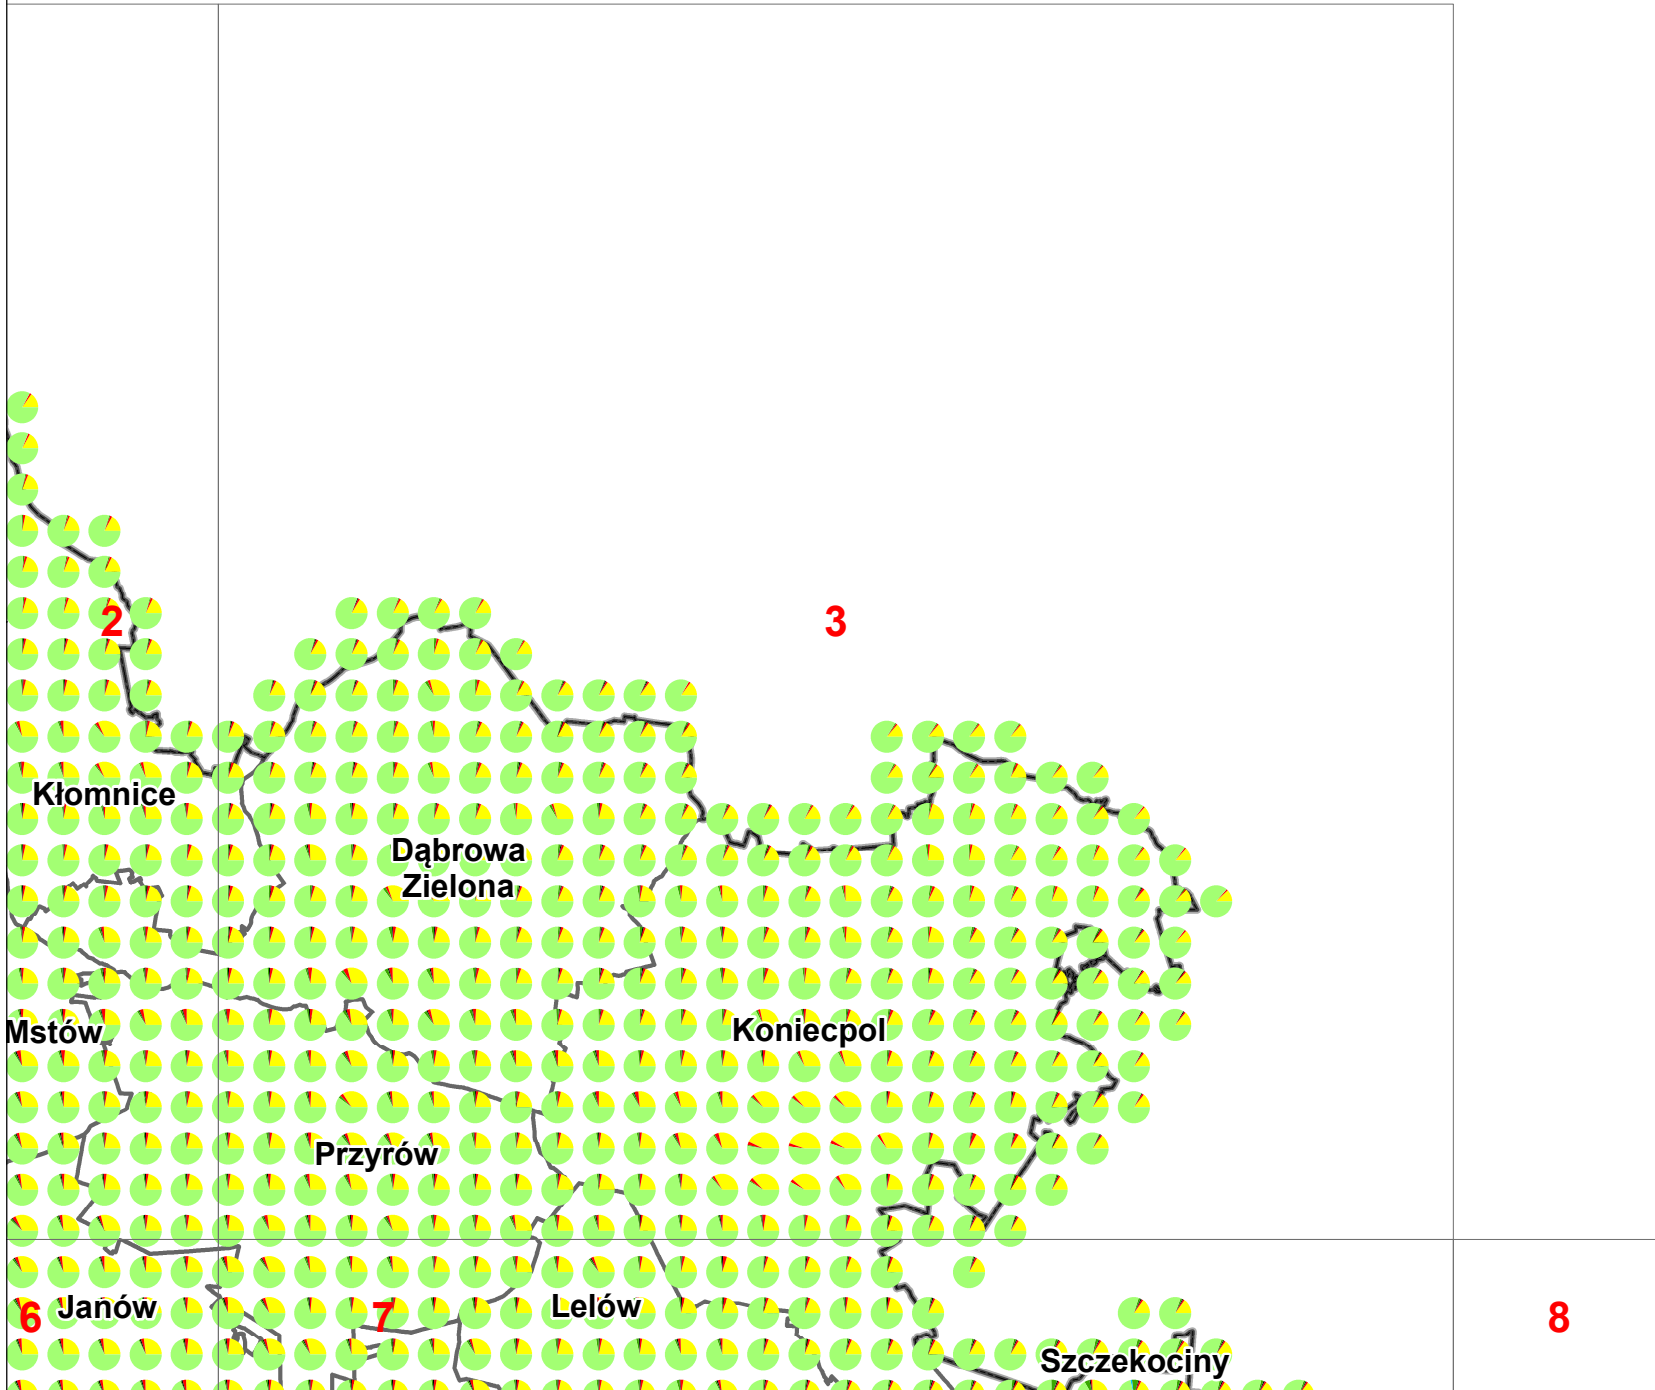 2
3
Kłomnice
Dąbrowa
Zielona
Mstów
Koniecpol
Przyrów
6
Janów
7
Lelów
8
Szczekociny